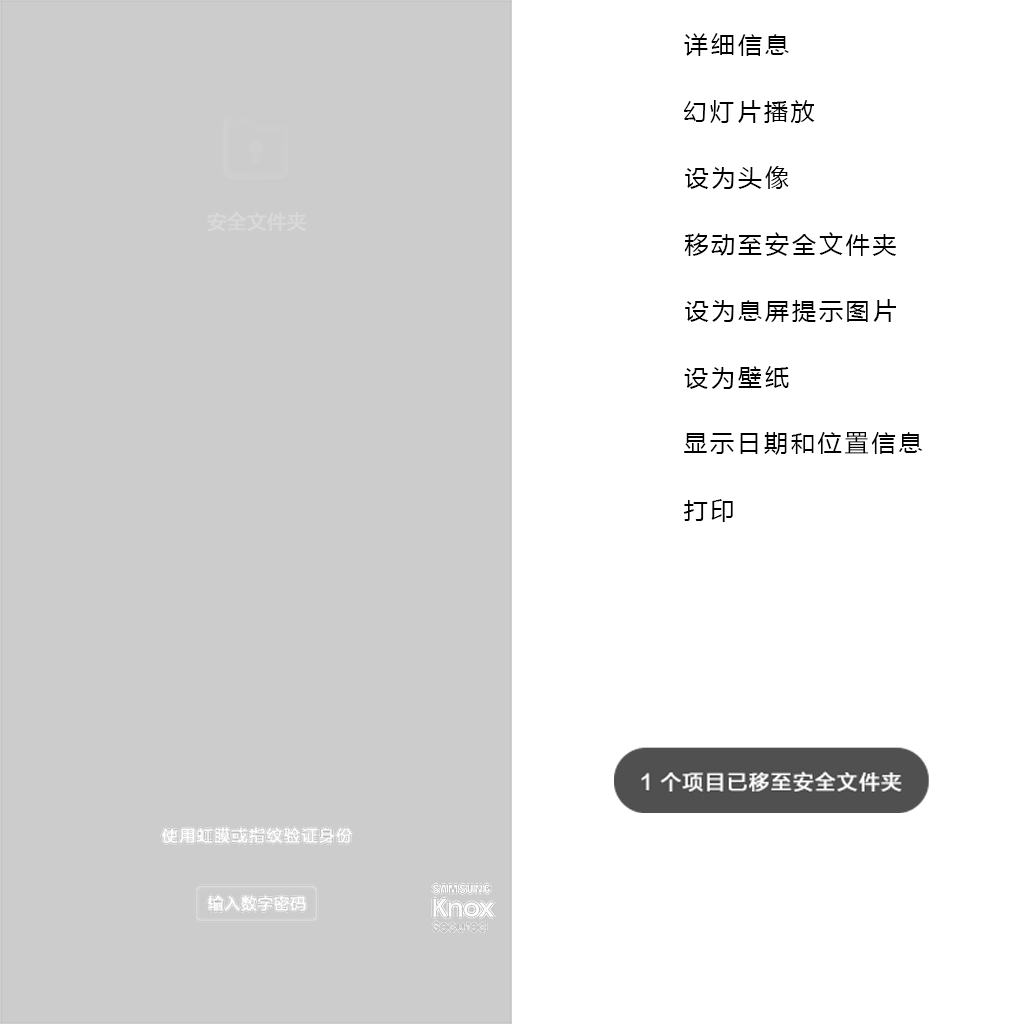 安全文件夹
使用虹膜或指纹验证身份
输入数字密码
SAMSUNG
Knox
Secured
详细信息
幻灯片播放
设为头像
移动至安全文件夹
设为息屏提示图片
设为壁纸
显示日期和位置信息
打印
1 个项目已移至安全文件夹